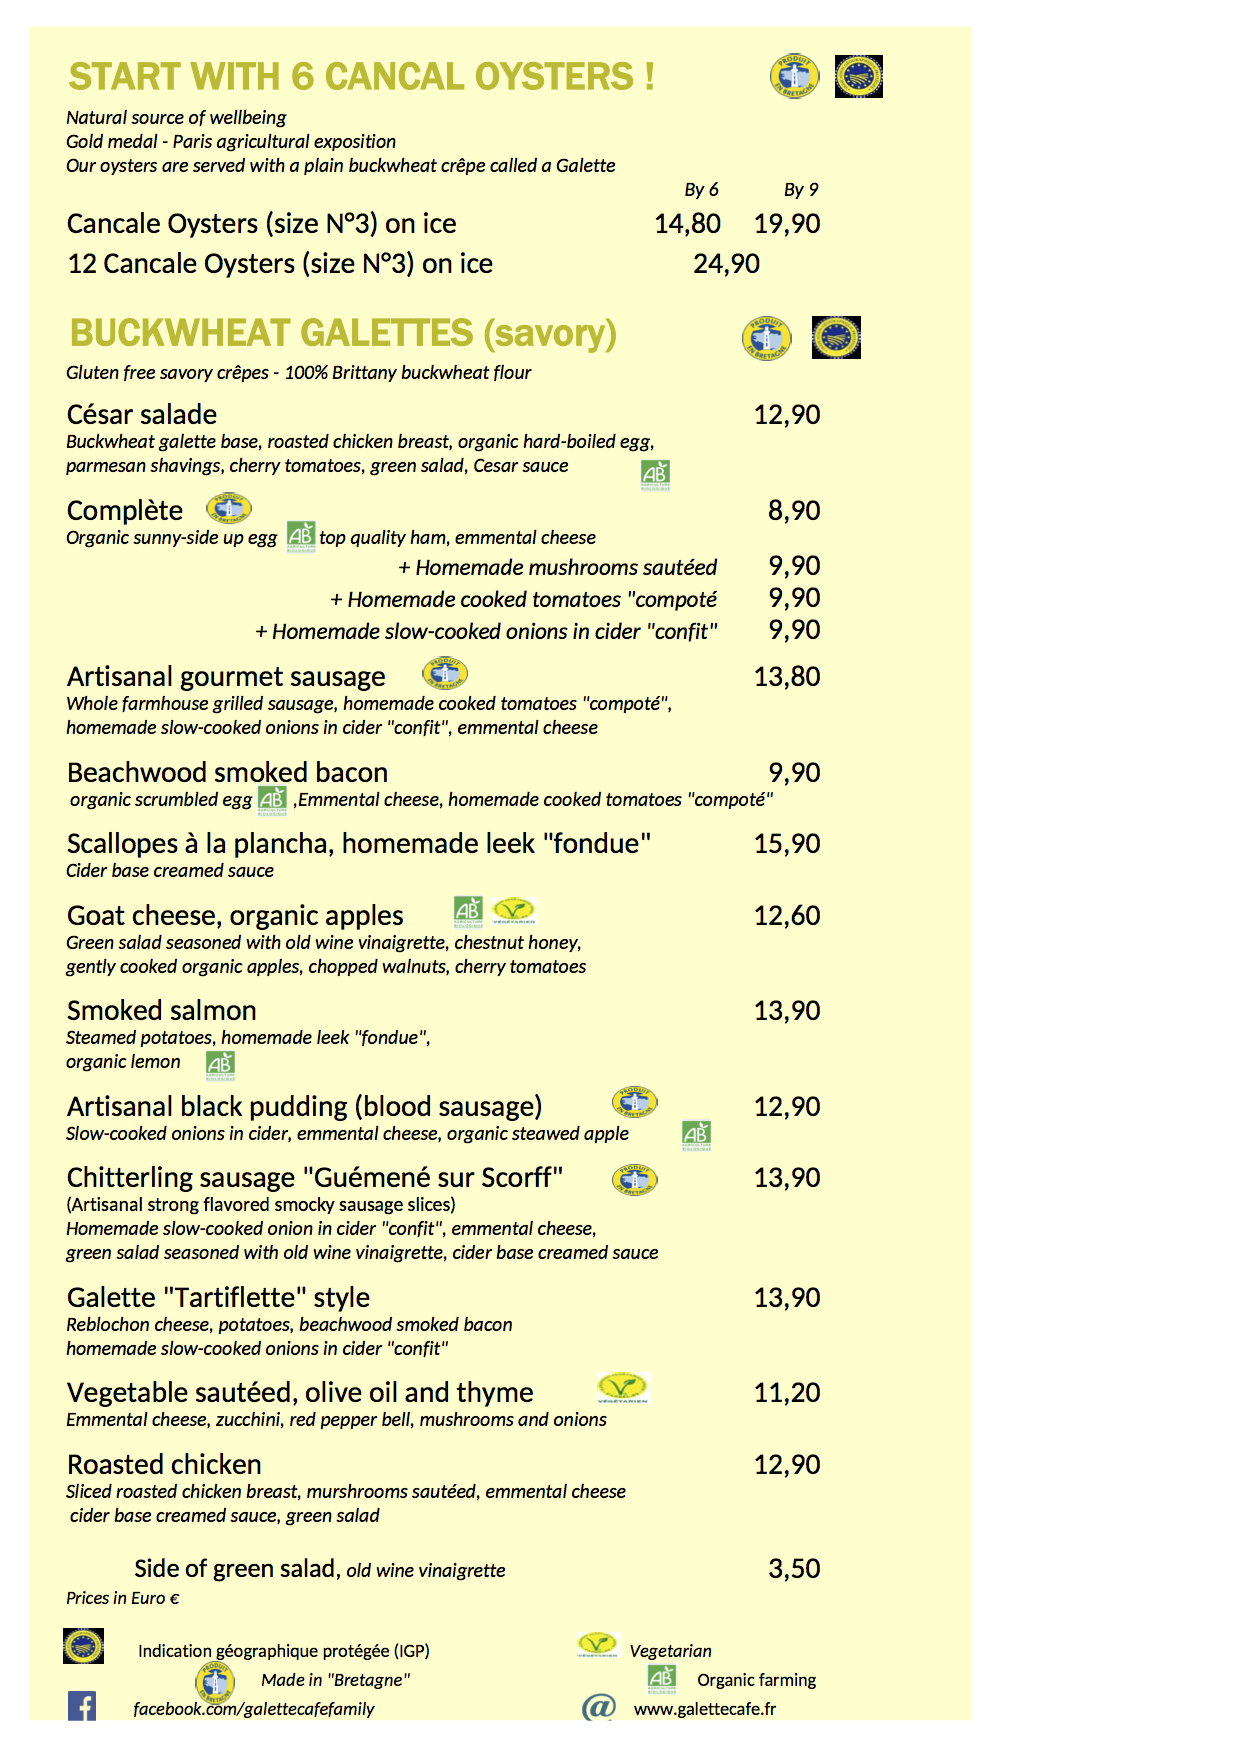 START WITH 6 CANCAL OYSTERS !
Natural source of wellbeing
Gold medal - Paris agricultural exposition
Our oysters are served with a plain buckwheat crêpe called a Galette
By 6 By 9
Cancale Oysters (size N°3) on ice 14,80 19,90
12 Cancale Oysters (size N°3) on ice 24,90
BUCKWHEAT GALETTES (savory)
Gluten free savory crêpes - 100% Brittany buckwheat flour
César salade 12,90
Buckwheat galette base, roasted chicken breast, organic hard-boiled egg,
parmesan shavings, cherry tomatoes, green salad, Cesar sauce
Complète 8,90
Organic sunny-side up egg AB top quality ham, emmental cheese
+ Homemade mushrooms sautéed 9,90
+ Homemade cooked tomatoes "compoté 9,90
+ Homemade slow-cooked onions in cider "confit" 9,90
Artisanal gourmet sausage 13,80
Whole farmhouse grilled sausage, homemade cooked tomatoes "compoté",
homemade slow-cooked onions in cider "confit", emmental cheese
Beachwood smoked bacon 9,90
organic scrumbled egg AB ,Emmental cheese, homemade cooked tomatoes "compoté"
Scallopes à la plancha, homemade leek "fondue" 15,90
Cider base creamed sauce
Goat cheese, organic apples AB VÉGÉTARIEN 12,60
Green salad seasoned with old wine vinaigrette, chestnut honey,
gently cooked organic apples, chopped walnuts, cherry tomatoes
Smoked salmon 13,90
Steamed potatoes, homemade leek "fondue",
organic lemon AB
Artisanal black pudding (blood sausage) PRODUIT EN BRETAGNE 12,90
Slow-cooked onions in cider, emmental cheese, organic steawed apple AB
Chitterling sausage "Guémené sur Scorff" PRODUIT EN BRETAGNE 13,90
(Artisanal strong flavored smocky sausage slices)
Homemade slow-cooked onion in cider "confit", emmental cheese,
green salad seasoned with old wine vinaigrette, cider base creamed sauce
Galette "Tartiflette" style 13,90
Reblochon cheese, potatoes, beachwood smoked bacon
homemade slow-cooked onions in cider "confit"
Vegetable sautéed, olive oil and thyme VÉGÉTARIEN 11,20
Emmental cheese, zucchini, red pepper bell, mushrooms and onions
Roasted chicken 12,90
Sliced roasted chicken breast, murshrooms sautéed, emmental cheese
cider base creamed sauce, green salad
Side of green salad, old wine vinaigrette 3,50
Prices in Euro €
Indication géographique protégée (IGP) Vegetarian
Made in "Bretagne" AB Organic farming
facebook.com/galettecafefamily @ www.galettecafe.fr